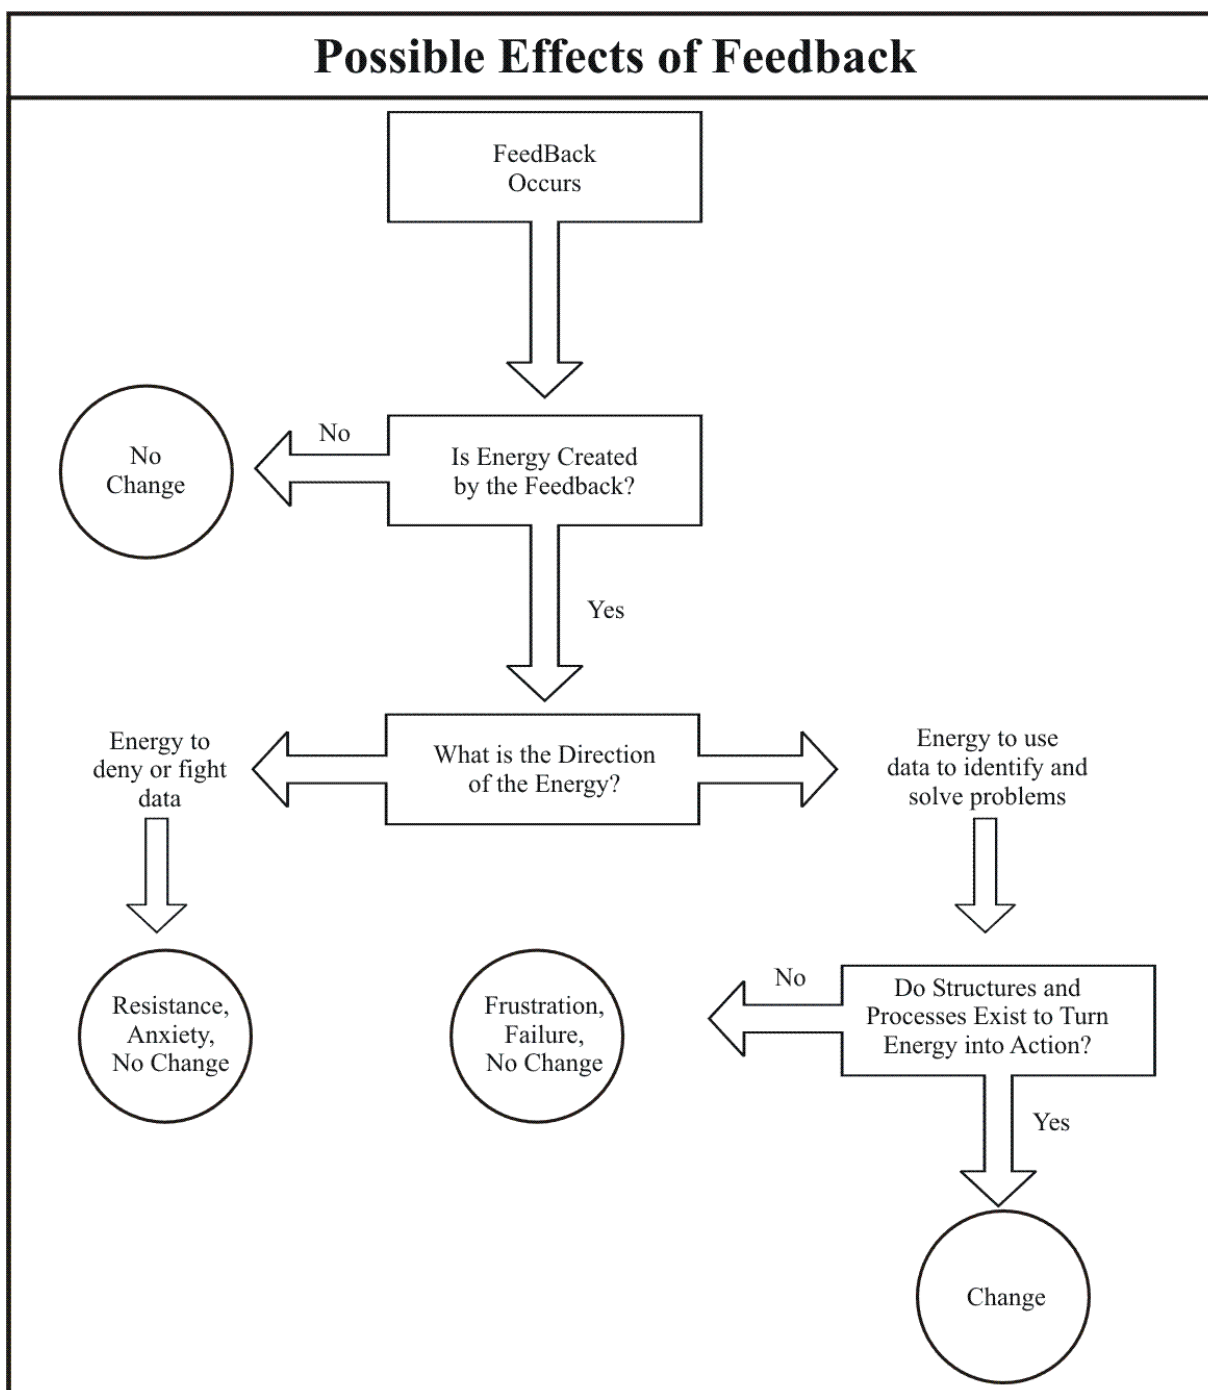 Possible Effects of Feedback
FeedBack
Occurs
No
Change
No
Is Energy Created
by the Feedback?
Yes
Energy to
deny or fight
data
What is the Direction
of the Energy?
Energy to use
data to identify and
solve problems
Resistance,
Anxiety,
No Change
Frustration,
Failure,
No Change
No
Do Structures and
Processes Exist to Turn
Energy into Action?
Yes
Change